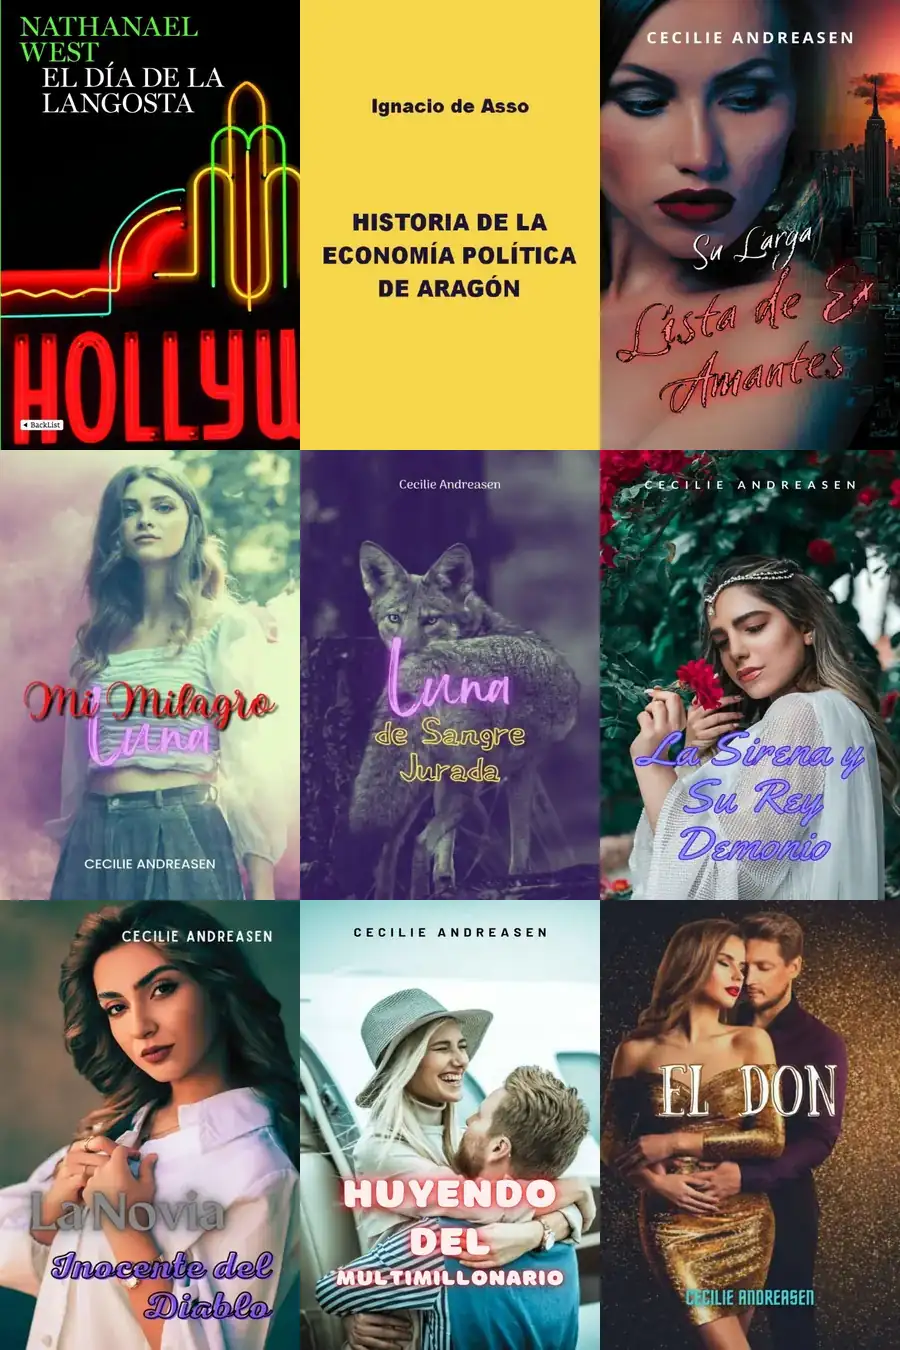 NATHANAEL
WEST
EL DÍA DE LA
LANGOSTA
HOLLYW
◄ BackList
Ignacio de Asso
HISTORIA DE LA
ECONOMÍA POLÍTICA
DE ARAGÓN
CECILIE ANDREASEN
Su Larga
Lista de Ex
Amantes
Mi Milagro
Luna
CECILIE ANDREASEN
Cecilie Andreasen
Luna
de Sangre
Jurada
CECILIE ANDREASEN
La Sirena y
Su Rey
Demonio
CECILIE ANDREASEN
La Novia
Inocente del
Diablo
CECILIE ANDREASEN
HUYENDO
DEL
MULTIMILLONARIO
EL DON
CECILIE ANDREASEN